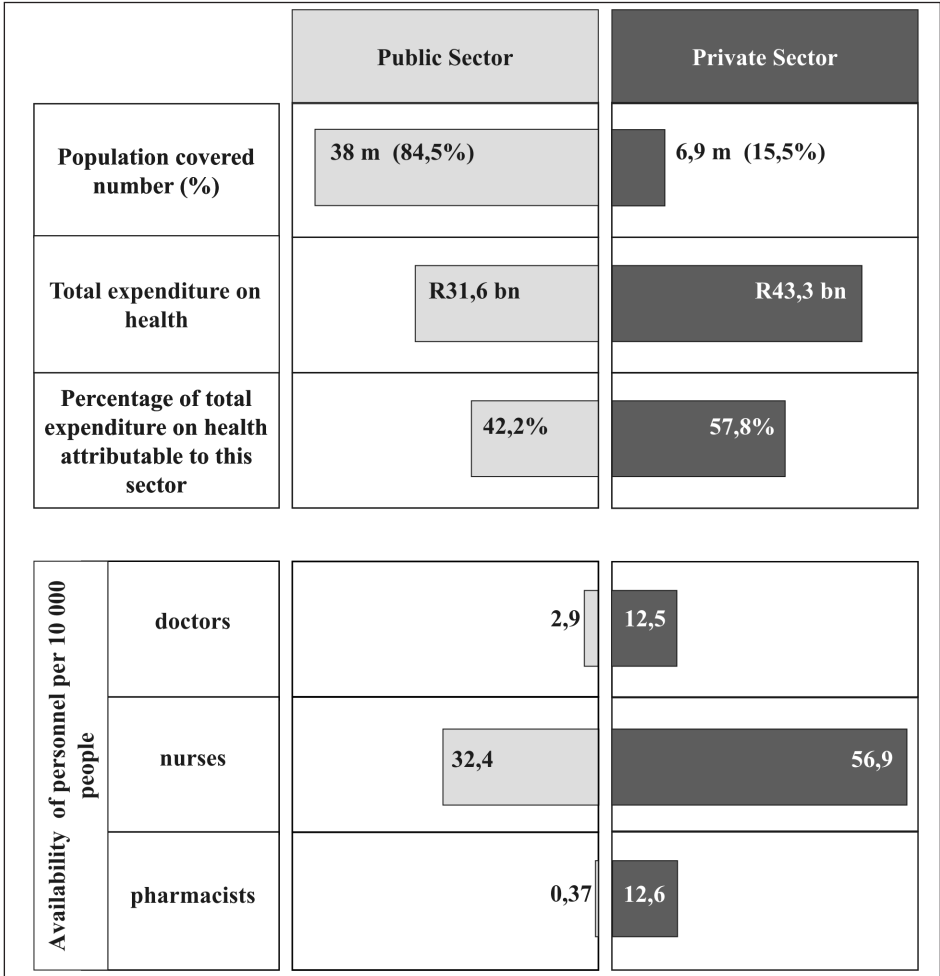 Public Sector
Private Sector
Population covered
number (%)
38 m (84,5%)
6,9 m (15,5%)
Total expenditure on
health
R31,6 bn
R43,3 bn
Percentage of total
expenditure on health
attributable to this
sector
42,2%
57,8%
Availability of personnel per 10 000
people
doctors
2,9
12,5
nurses
32,4
56,9
pharmacists
0,37
12,6